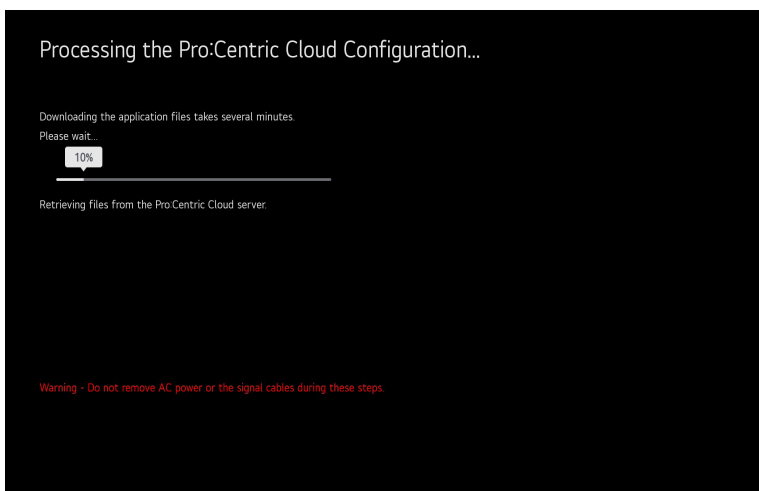 Processing the Pro:Centric Cloud Configuration...
Downloading the application files takes several minutes.
Please wait...
10%
Retrieving files from the Pro:Centric Cloud server.
Warning - Do not remove AC power or the signal cables during these steps.